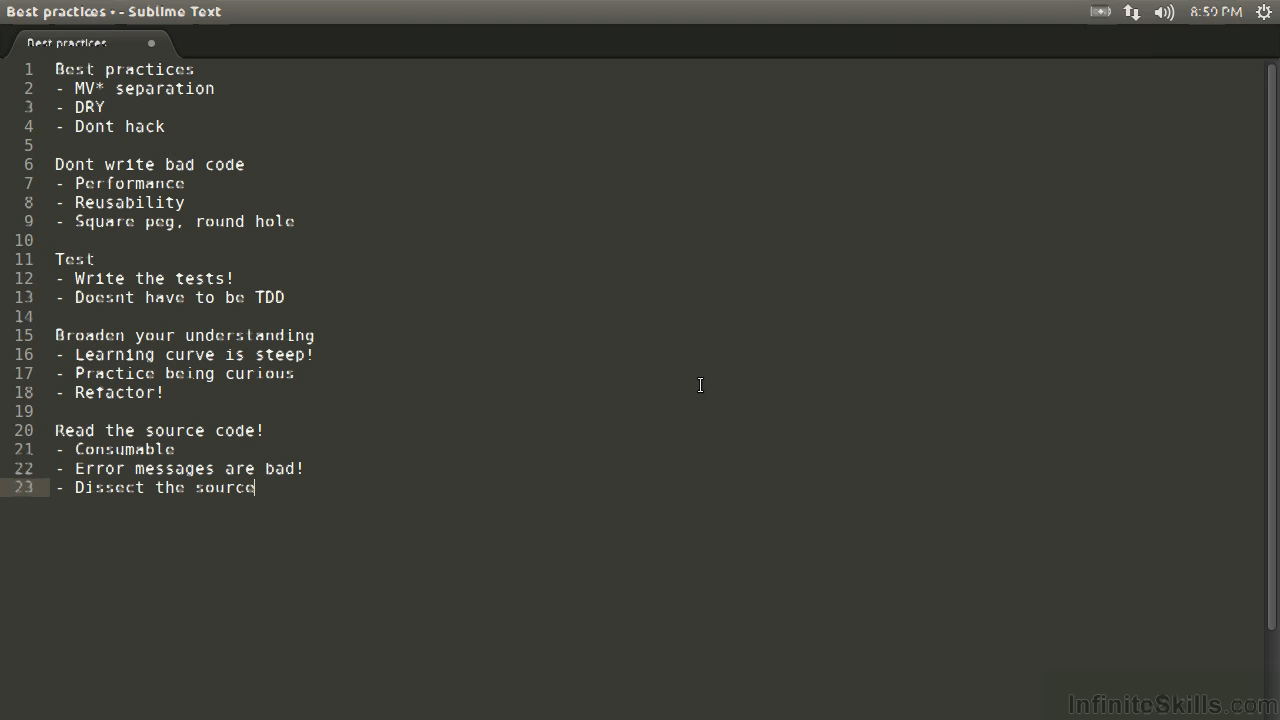 Best practices • - Sublime Text
8:59 PM
Best practices
1 Best practices
2 - MV* separation
3 - DRY
4 - Dont hack
5
6 Dont write bad code
7 - Performance
8 - Reusability
9 - Square peg, round hole
10
11 Test
12 - Write the tests!
13 - Doesnt have to be TDD
14
15 Broaden your understanding
16 - Learning curve is steep!
17 - Practice being curious
18 - Refactor!
19
20 Read the source code!
21 - Consumable
22 - Error messages are bad!
23 - Dissect the source
InfiniteSkills.com